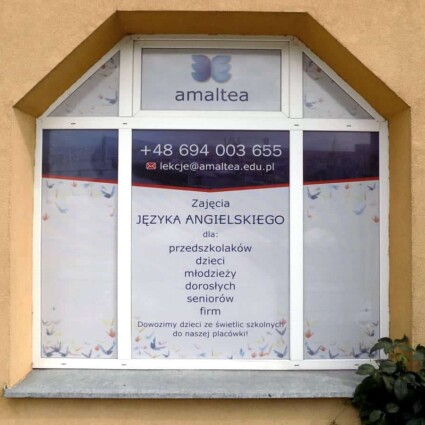 amaltea
+48 694 003 655
lekcje@amaltea.edu.pl
Zajęcia
JĘZYKA ANGIELSKIEGO
dla:
przedszkolaków
dzieci
młodzieży
dorosłych
seniorów
firm
Dowozimy dzieci ze świetlic szkolnych
do naszej placówki!